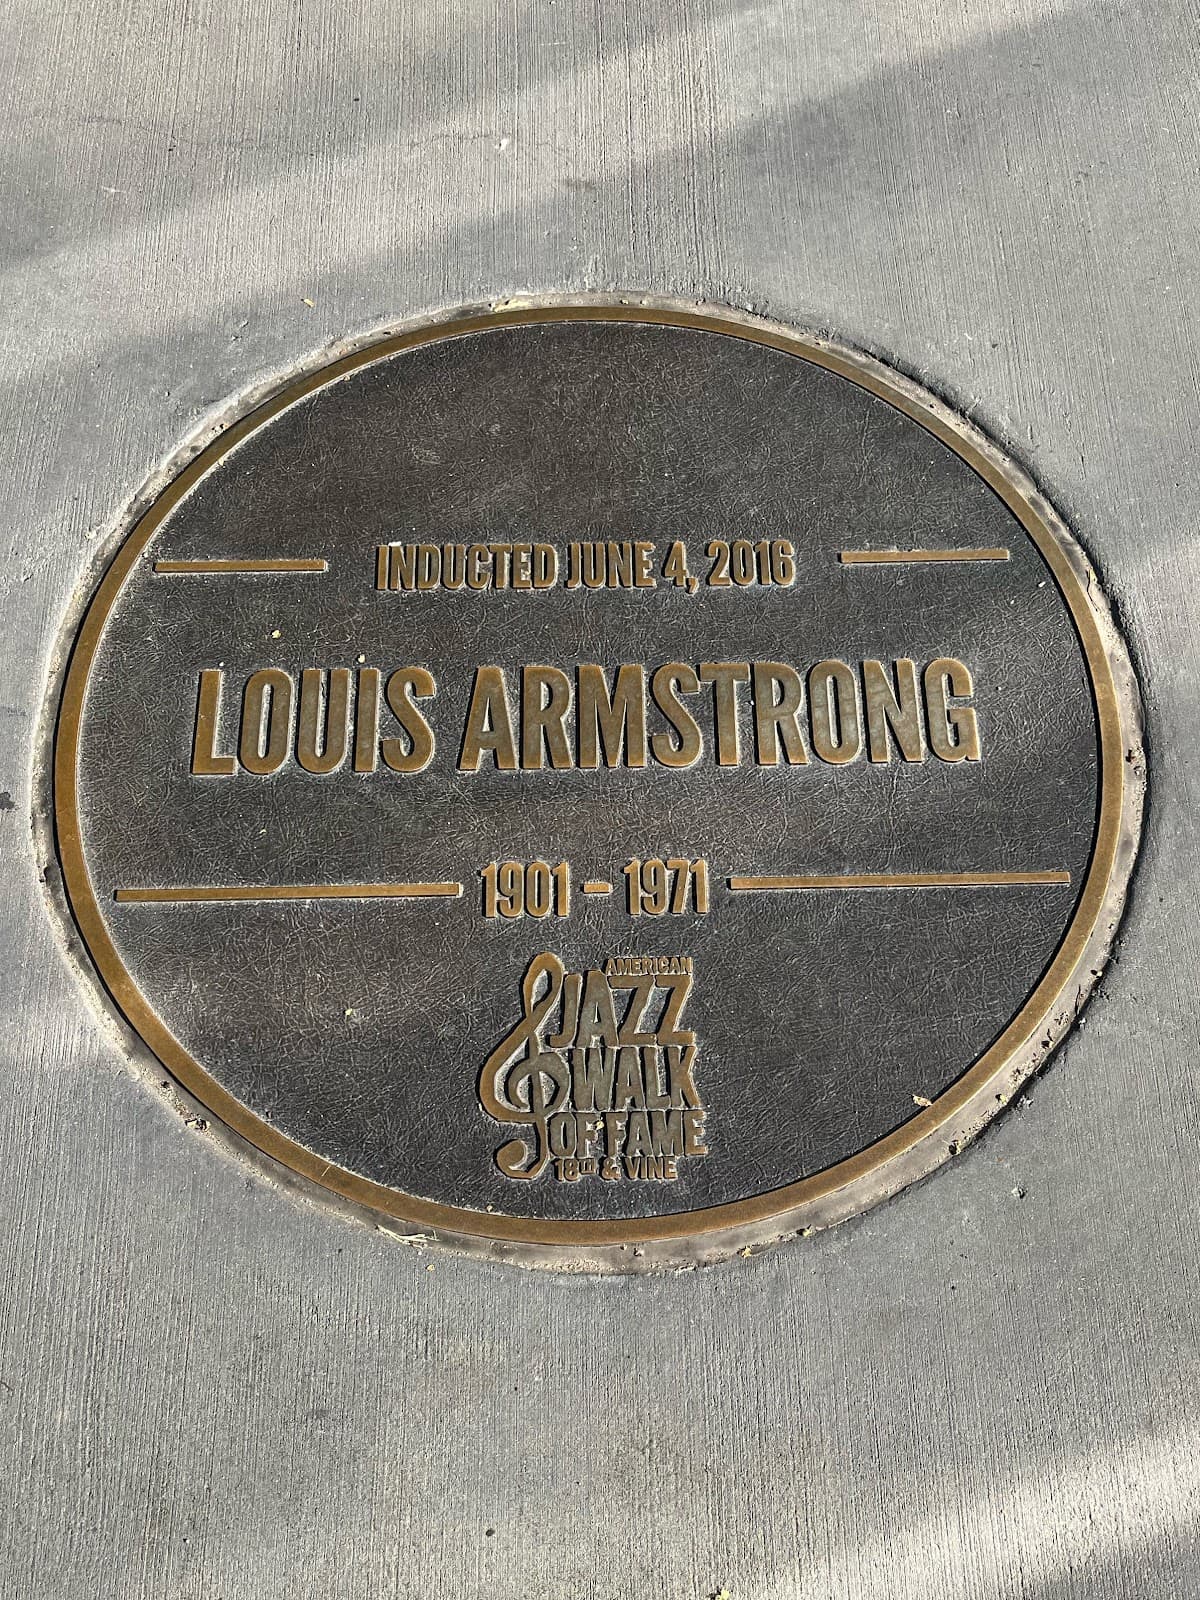 INDUCTED JUNE 4, 2016
LOUIS ARMSTRONG
1901 – 1971
AMERICAN
JAZZ
WALK
OF FAME
18TH & VINE